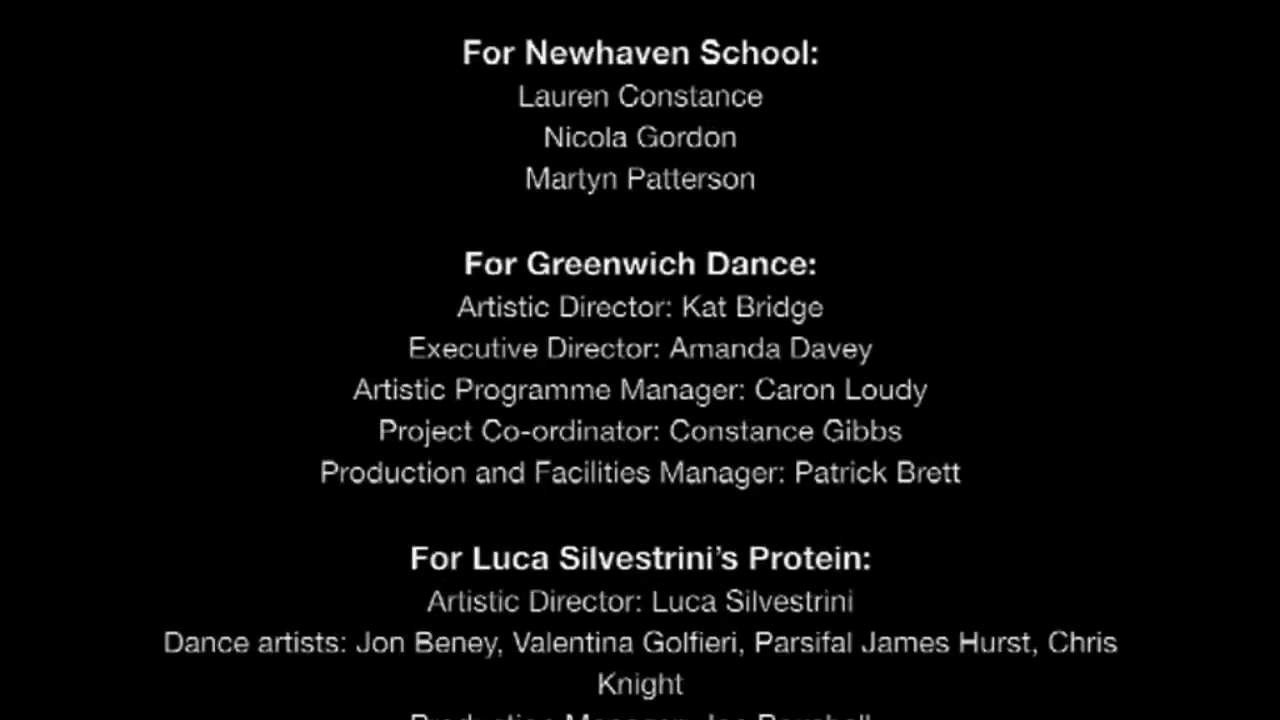 For Newhaven School:
Lauren Constance
Nicola Gordon
Martyn Patterson
For Greenwich Dance:
Artistic Director: Kat Bridge
Executive Director: Amanda Davey
Artistic Programme Manager: Caron Loudy
Project Co-ordinator: Constance Gibbs
Production and Facilities Manager: Patrick Brett
For Luca Silvestrini's Protein:
Artistic Director: Luca Silvestrini
Dance artists: Jon Beney, Valentina Golfieri, Parsifal James Hurst, Chris
Knight
Production Manager: